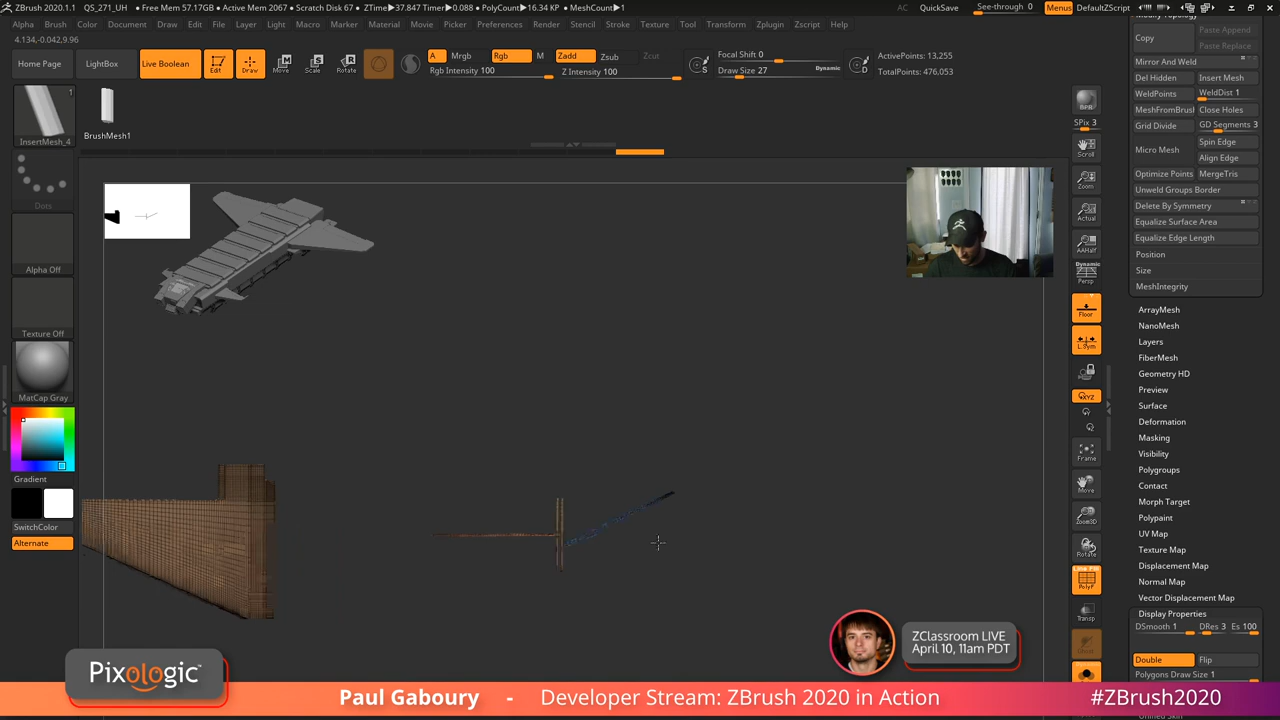 ZBrush 2020.1.1 QS_271_UH • Free Mem 57.17GB • Active Mem 2067 • Scratch Disk 67 • ZTime▶37.847 Timer▶0.088 • PolyCount▶16.34 KP • MeshCount▶1 AC QuickSave See-through 0 Menus DefaultZScript
Alpha Brush Color Document Draw Edit File Layer Light Macro Marker Material Movie Picker Preferences Render Stencil Stroke Texture Tool Transform Zplugin Zscript Help
4.134,-0.042,9.96
Home Page LightBox Live Boolean Edit Draw Move Scale Rotate
A Mrgb Rgb M Zadd Zsub Zcut
Rgb Intensity 100 Z Intensity 100
S Focal Shift 0
Draw Size 27 Dynamic D
ActivePoints: 13,255
TotalPoints: 476,053
1
InsertMesh_4
BrushMesh1
Dots
Alpha Off
Texture Off
MatCap Gray
Gradient
SwitchColor
Alternate
BPR
SPix 3
Scroll
Zoom
Actual
AAHalf
Dynamic
Persp
Floor
L.Sym
XYZ
Frame
Move
Zoom3D
Rotate
Line Fill
PolyF
Transp
Modify Topology
Copy
Paste Append
Paste Replace
Mirror And Weld
Del Hidden Insert Mesh
WeldPoints WeldDist 1
MeshFromBrush Close Holes
Grid Divide GD Segments 3
Micro Mesh
Spin Edge
Align Edge
Optimize Points MergeTris
Unweld Groups Border
Delete By Symmetry
Equalize Surface Area
Equalize Edge Length
Position
Size
MeshIntegrity
ArrayMesh
NanoMesh
Layers
FiberMesh
Geometry HD
Preview
Surface
Deformation
Masking
Visibility
Polygroups
Contact
Morph Target
Polypaint
UV Map
Texture Map
Displacement Map
Normal Map
Vector Displacement Map
Display Properties
DSmooth 1 DRes 3 Es 100
Double Flip
Polygons Draw Size 1
Unified Skin
ZClassroom LIVE
April 10, 11am PDT
Pixologic™
Paul Gaboury - Developer Stream: ZBrush 2020 in Action #ZBrush2020